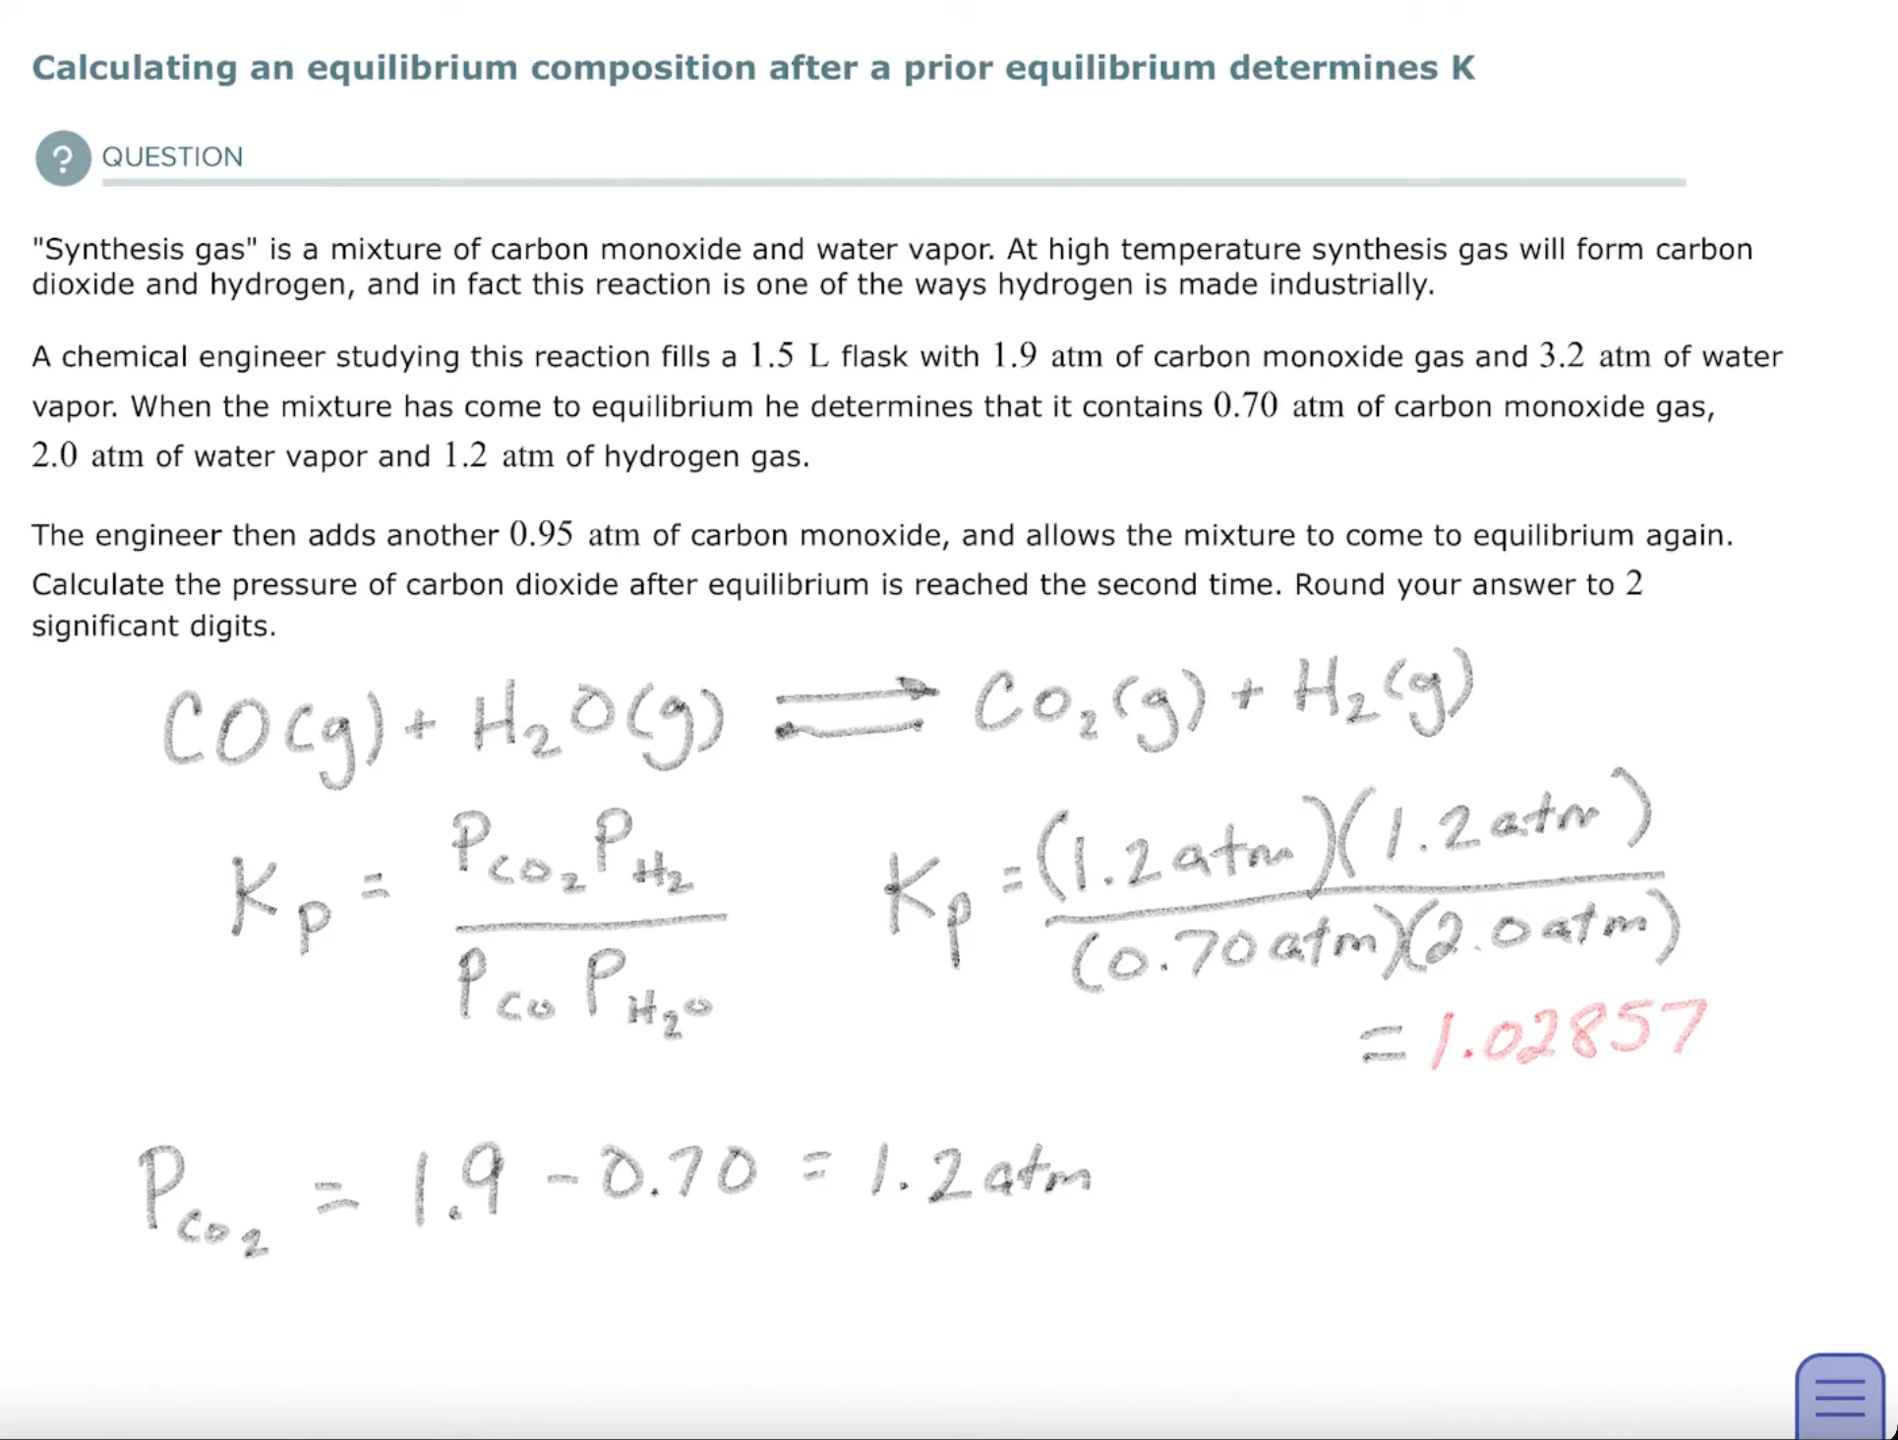 Calculating an equilibrium composition after a prior equilibrium determines K
? QUESTION
"Synthesis gas" is a mixture of carbon monoxide and water vapor. At high temperature synthesis gas will form carbon
dioxide and hydrogen, and in fact this reaction is one of the ways hydrogen is made industrially.
A chemical engineer studying this reaction fills a 1.5 L flask with 1.9 atm of carbon monoxide gas and 3.2 atm of water
vapor. When the mixture has come to equilibrium he determines that it contains 0.70 atm of carbon monoxide gas,
2.0 atm of water vapor and 1.2 atm of hydrogen gas.
The engineer then adds another 0.95 atm of carbon monoxide, and allows the mixture to come to equilibrium again.
Calculate the pressure of carbon dioxide after equilibrium is reached the second time. Round your answer to 2
significant digits.
CO(g) + H₂O(g) ⇌ CO₂(g) + H₂(g)
Kp = P_CO₂ P_H₂ / P_CO P_H₂O
Kp = (1.2 atm)(1.2 atm) / (0.70 atm)(2.0 atm)
= 1.02857
P_CO₂ = 1.9 - 0.70 = 1.2 atm